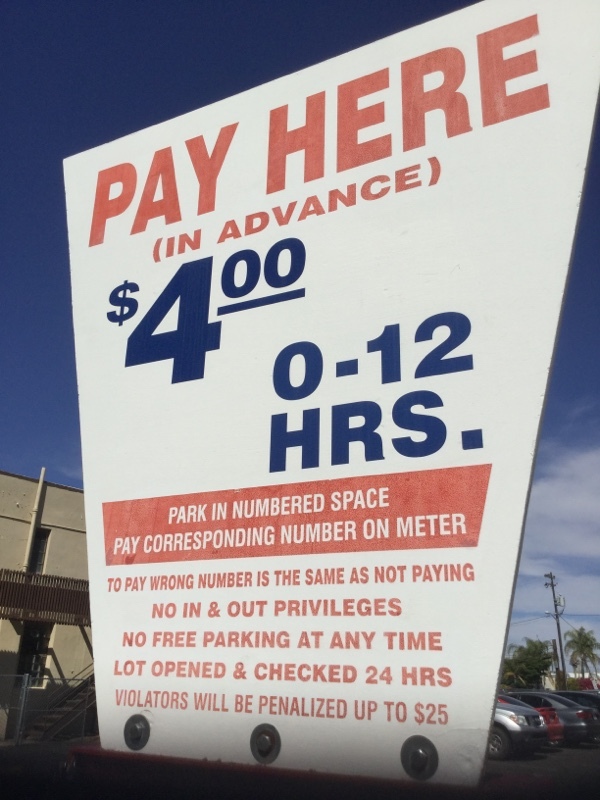 PAY HERE
(IN ADVANCE)
$4.00
0-12
HRS.
PARK IN NUMBERED SPACE
PAY CORRESPONDING NUMBER ON METER
TO PAY WRONG NUMBER IS THE SAME AS NOT PAYING
NO IN & OUT PRIVILEGES
NO FREE PARKING AT ANY TIME
LOT OPENED & CHECKED 24 HRS
VIOLATORS WILL BE PENALIZED UP TO $25